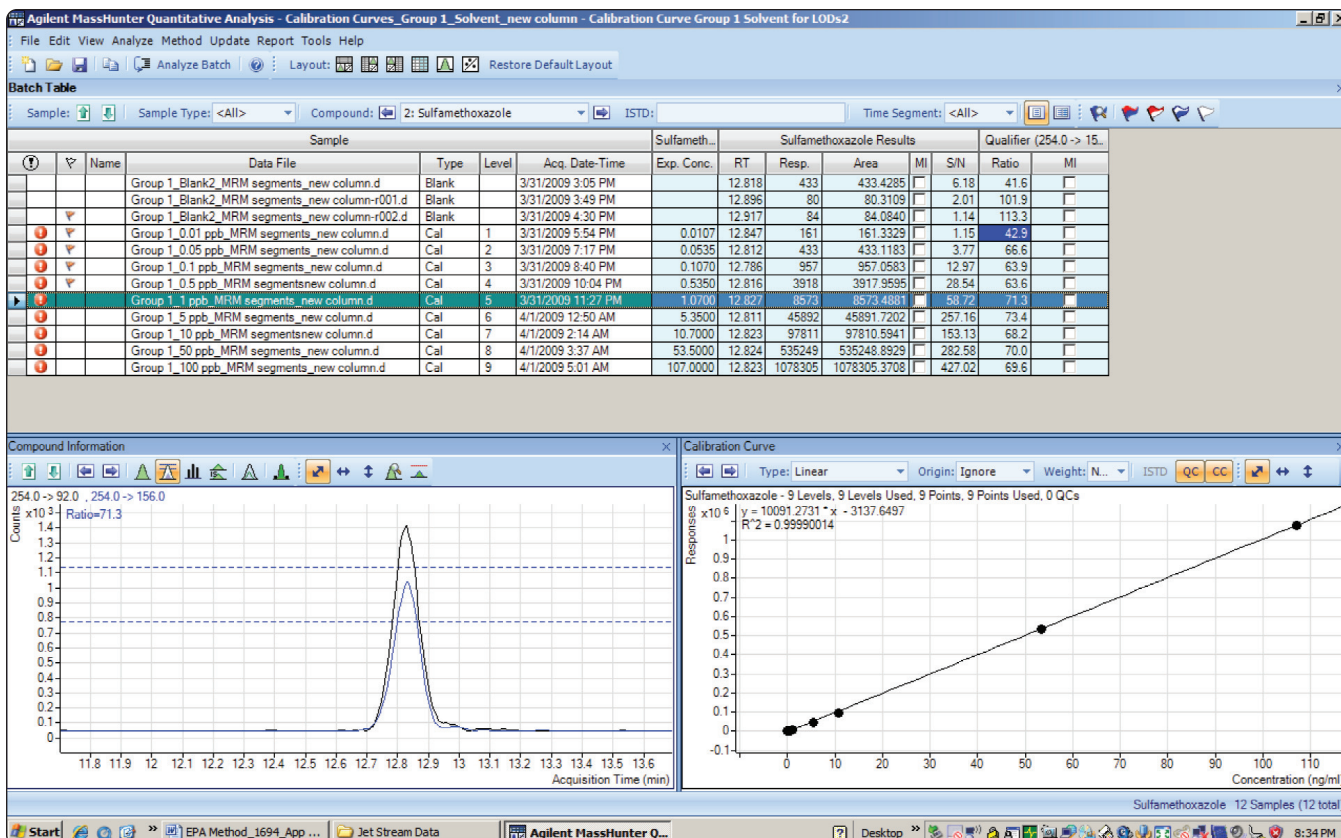 Agilent MassHunter Quantitative Analysis - Calibration Curves_Group 1_Solvent_new column - Calibration Curve Group 1 Solvent for LODs2
File Edit View Analyze Method Update Report Tools Help
Analyze Batch Layout: Restore Default Layout
Batch Table
Sample: Sample Type: <All> Compound: 2: Sulfamethoxazole ISTD: Time Segment: <All>
Sample Sulfameth... Sulfamethoxazole Results Qualifier (254.0 -> 15...
Name Data File Type Level Acq. Date-Time Exp. Conc. RT Resp. Area MI S/N Ratio MI
Group 1_Blank2_MRM segments_new column.d Blank 3/31/2009 3:05 PM 12.818 433 433.4285 6.18 41.6
Group 1_Blank2_MRM segments_new column-r001.d Blank 3/31/2009 3:49 PM 12.896 80 80.3109 2.01 101.9
Group 1_Blank2_MRM segments_new column-r002.d Blank 3/31/2009 4:30 PM 12.917 84 84.0840 1.14 113.3
Group 1_0.01 ppb_MRM segments_new column.d Cal 1 3/31/2009 5:54 PM 0.0107 12.847 161 161.3329 1.15 42.9
Group 1_0.05 ppb_MRM segments_new column.d Cal 2 3/31/2009 7:17 PM 0.0535 12.812 433 433.1183 3.77 66.6
Group 1_0.1 ppb_MRM segments_new column.d Cal 3 3/31/2009 8:40 PM 0.1070 12.786 957 957.0583 12.97 63.9
Group 1_0.5 ppb_MRM segmentsnew column.d Cal 4 3/31/2009 10:04 PM 0.5350 12.816 3918 3917.9595 28.54 63.6
Group 1_1 ppb_MRM segments_new column.d Cal 5 3/31/2009 11:27 PM 1.0700 12.827 8573 8573.4881 58.72 71.3
Group 1_5 ppb_MRM segments_new column.d Cal 6 4/1/2009 12:50 AM 5.3500 12.811 45892 45891.7202 257.16 73.4
Group 1_10 ppb_MRM segmentsnew column.d Cal 7 4/1/2009 2:14 AM 10.7000 12.823 97811 97810.5941 153.13 68.2
Group 1_50 ppb_MRM segments_new column.d Cal 8 4/1/2009 3:37 AM 53.5000 12.824 535249 535248.8929 282.58 70.0
Group 1_100 ppb_MRM segments_new column.d Cal 9 4/1/2009 5:01 AM 107.0000 12.823 1078305 1078305.3708 427.02 69.6
Compound Information
254.0 -> 92.0 , 254.0 -> 156.0
Counts
x10 3
Ratio=71.3
1.4
1.3
1.2
1.1
1
0.9
0.8
0.7
0.6
0.5
0.4
0.3
0.2
0.1
0
11.8 11.9 12 12.1 12.2 12.3 12.4 12.5 12.6 12.7 12.8 12.9 13 13.1 13.2 13.3 13.4 13.5 13.6
Acquisition Time (min)
Calibration Curve
Type: Linear Origin: Ignore Weight: N... ISTD QC CC
Sulfamethoxazole - 9 Levels, 9 Levels Used, 9 Points, 9 Points Used, 0 QCs
Responses
x10 6
y = 10091.2731 * x - 3137.6497
R^2 = 0.99990014
1
0.9
0.8
0.7
0.6
0.5
0.4
0.3
0.2
0.1
0
-0.1
0 10 20 30 40 50 60 70 80 90 100 110
Concentration (ng/ml
Sulfamethoxazole 12 Samples (12 total
Start » EPA Method_1694_App ... Jet Stream Data Agilent MassHunter Q... Desktop » 8:34 PM